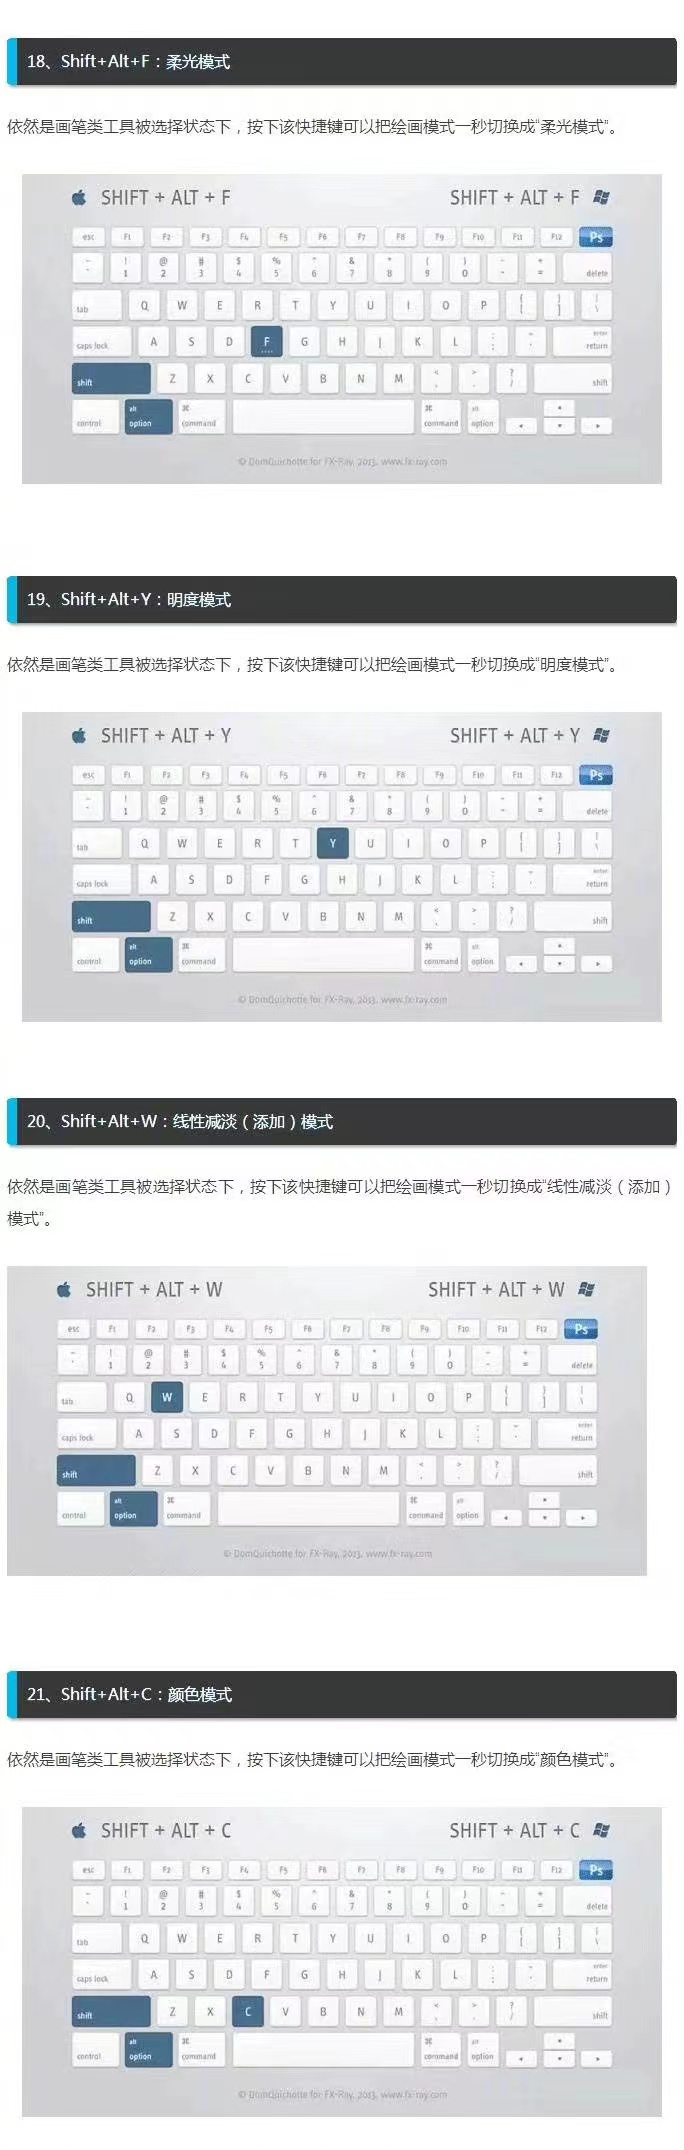 18、Shift+Alt+F：柔光模式
依然是画笔类工具被选择状态下，按下该快捷键可以把绘画模式一秒切换成“柔光模式”。
SHIFT + ALT + F SHIFT + ALT + F
esc F1 F2 F3 F4 F5 F6 F7 F8 F9 F10 F11 F12 Ps
~ ! @ # $ % ^ & * ( ) - +
` 1 2 3 4 5 6 7 8 9 0 - = delete
tab Q W E R T Y U I O P { [ } ] | \
caps lock A S D F G H J K L : ; enter return
shift Z X C V B N M < , > . ? / shift
control alt option ⌘ command ⌘ command alt option
© DomQuichotte for FX-Ray, 2013, www.fx-ray.com
19、Shift+Alt+Y：明度模式
依然是画笔类工具被选择状态下，按下该快捷键可以把绘画模式一秒切换成“明度模式”。
SHIFT + ALT + Y SHIFT + ALT + Y
esc F1 F2 F3 F4 F5 F6 F7 F8 F9 F10 F11 F12 Ps
~ ! @ # $ % ^ & * ( ) - +
` 1 2 3 4 5 6 7 8 9 0 - = delete
tab Q W E R T Y U I O P { [ } ] | \
caps lock A S D F G H J K L : ; enter return
shift Z X C V B N M < , > . ? / shift
control alt option ⌘ command ⌘ command alt option
© DomQuichotte for FX-Ray, 2013, www.fx-ray.com
20、Shift+Alt+W：线性减淡（添加）模式
依然是画笔类工具被选择状态下，按下该快捷键可以把绘画模式一秒切换成“线性减淡（添加）
模式”。
SHIFT + ALT + W SHIFT + ALT + W
esc F1 F2 F3 F4 F5 F6 F7 F8 F9 F10 F11 F12 Ps
~ ! @ # $ % ^ & * ( ) - +
` 1 2 3 4 5 6 7 8 9 0 - = delete
tab Q W E R T Y U I O P { [ } ] | \
caps lock A S D F G H J K L : ; enter return
shift Z X C V B N M < , > . ? / shift
control alt option ⌘ command ⌘ command alt option
© DomQuichotte for FX-Ray, 2013, www.fx-ray.com
21、Shift+Alt+C：颜色模式
依然是画笔类工具被选择状态下，按下该快捷键可以把绘画模式一秒切换成“颜色模式”。
SHIFT + ALT + C SHIFT + ALT + C
esc F1 F2 F3 F4 F5 F6 F7 F8 F9 F10 F11 F12 Ps
~ ! @ # $ % ^ & * ( ) - +
` 1 2 3 4 5 6 7 8 9 0 - = delete
tab Q W E R T Y U I O P { [ } ] | \
caps lock A S D F G H J K L : ; enter return
shift Z X C V B N M < , > . ? / shift
control alt option ⌘ command ⌘ command alt option
© DomQuichotte for FX-Ray, 2013, www.fx-ray.com